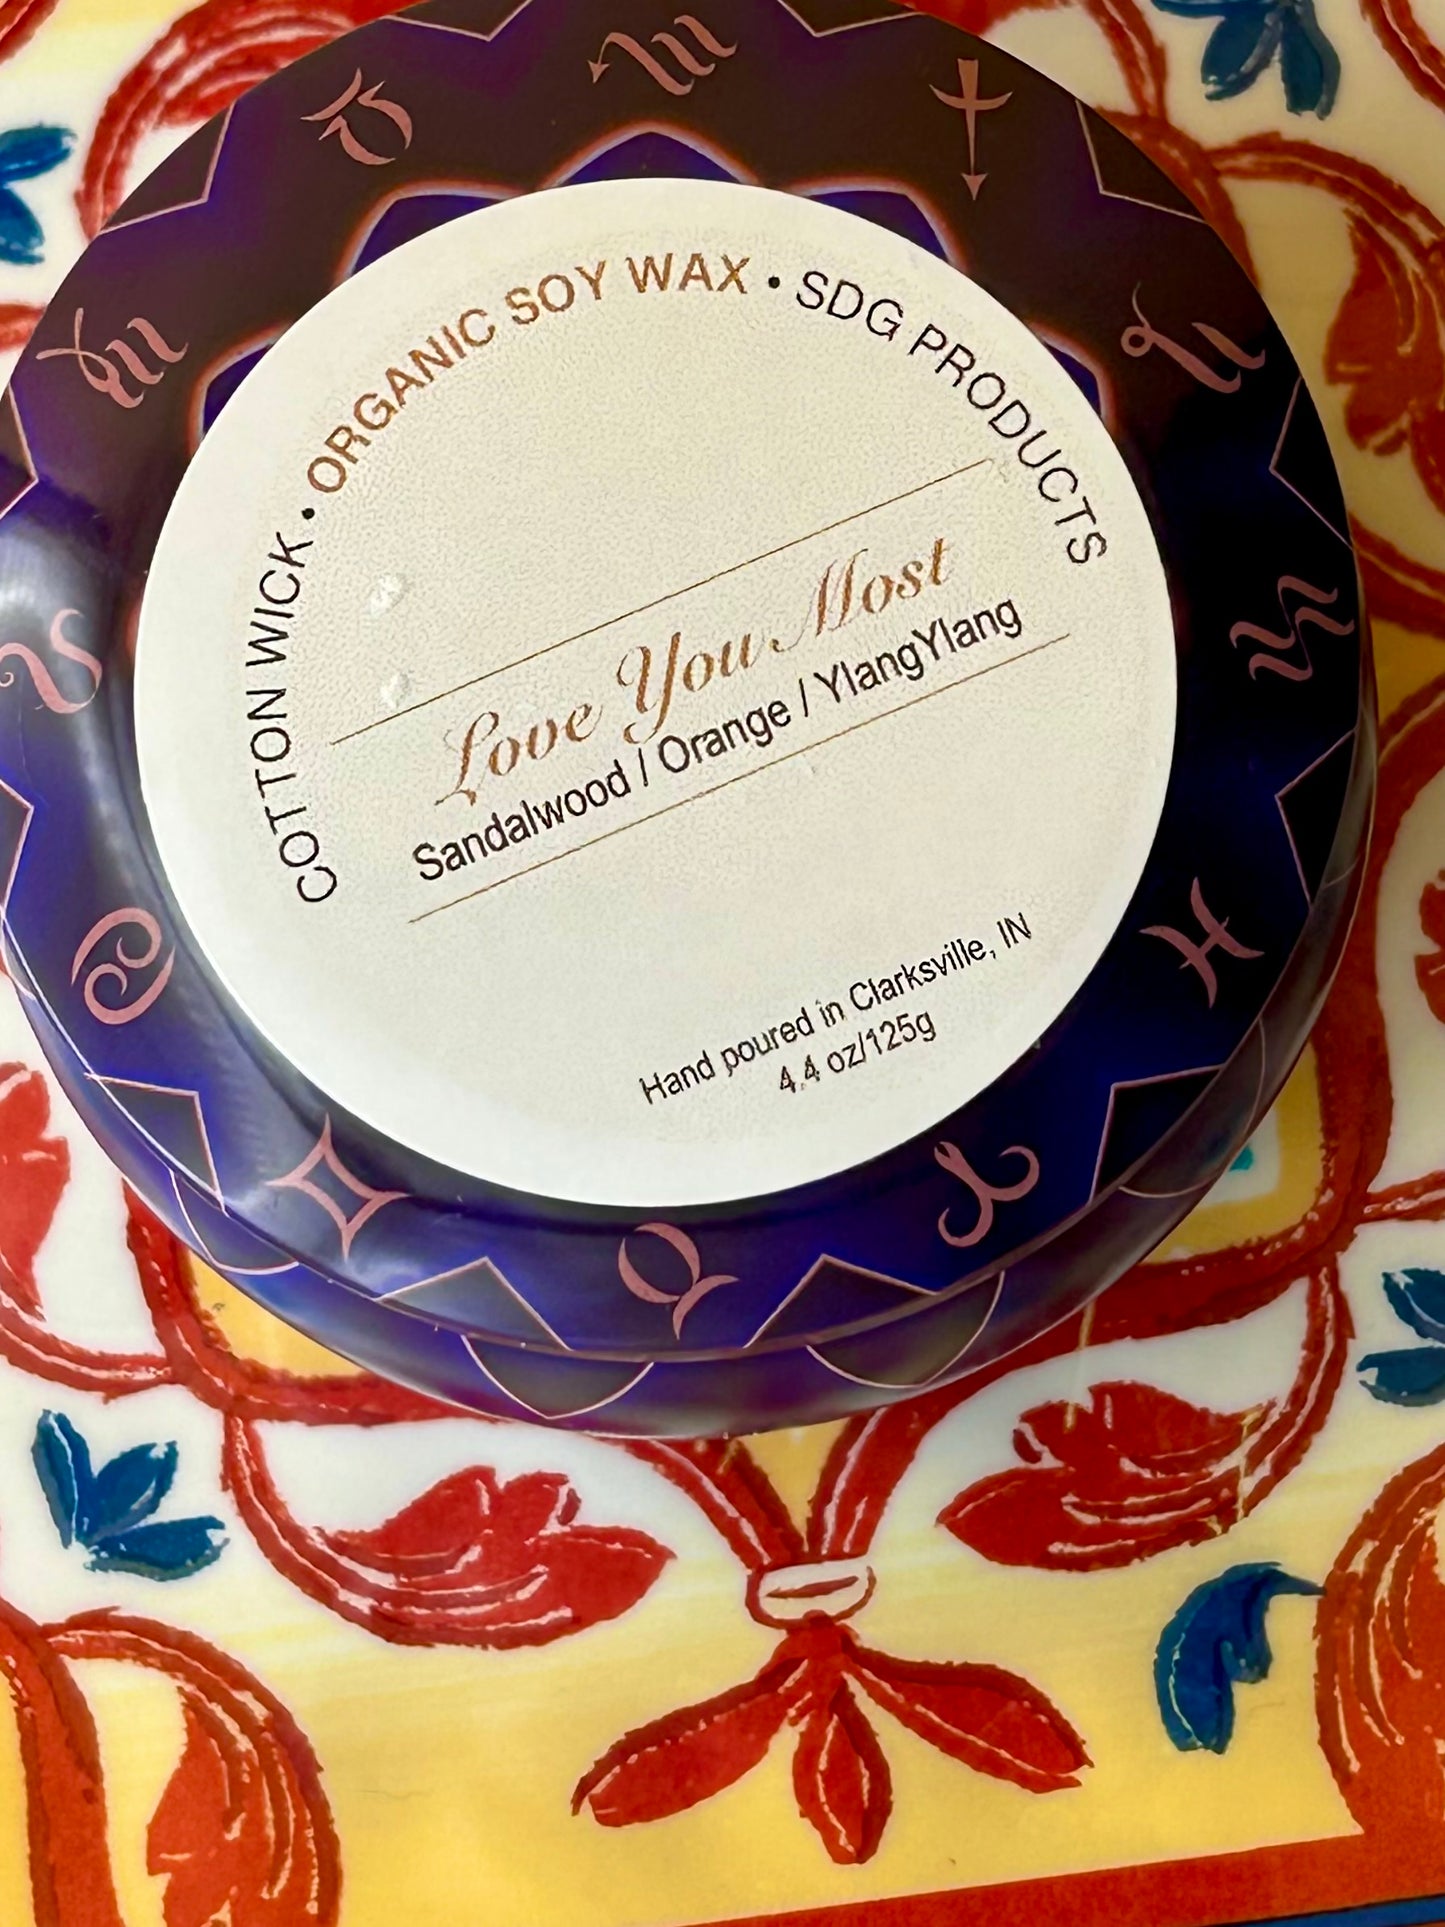 COTTON WICK • ORGANIC SOY WAX • SDG PRODUCTS
Love You Most
Sandalwood / Orange / YlangYlang
Hand poured in Clarksville, IN
4.4 oz/125g